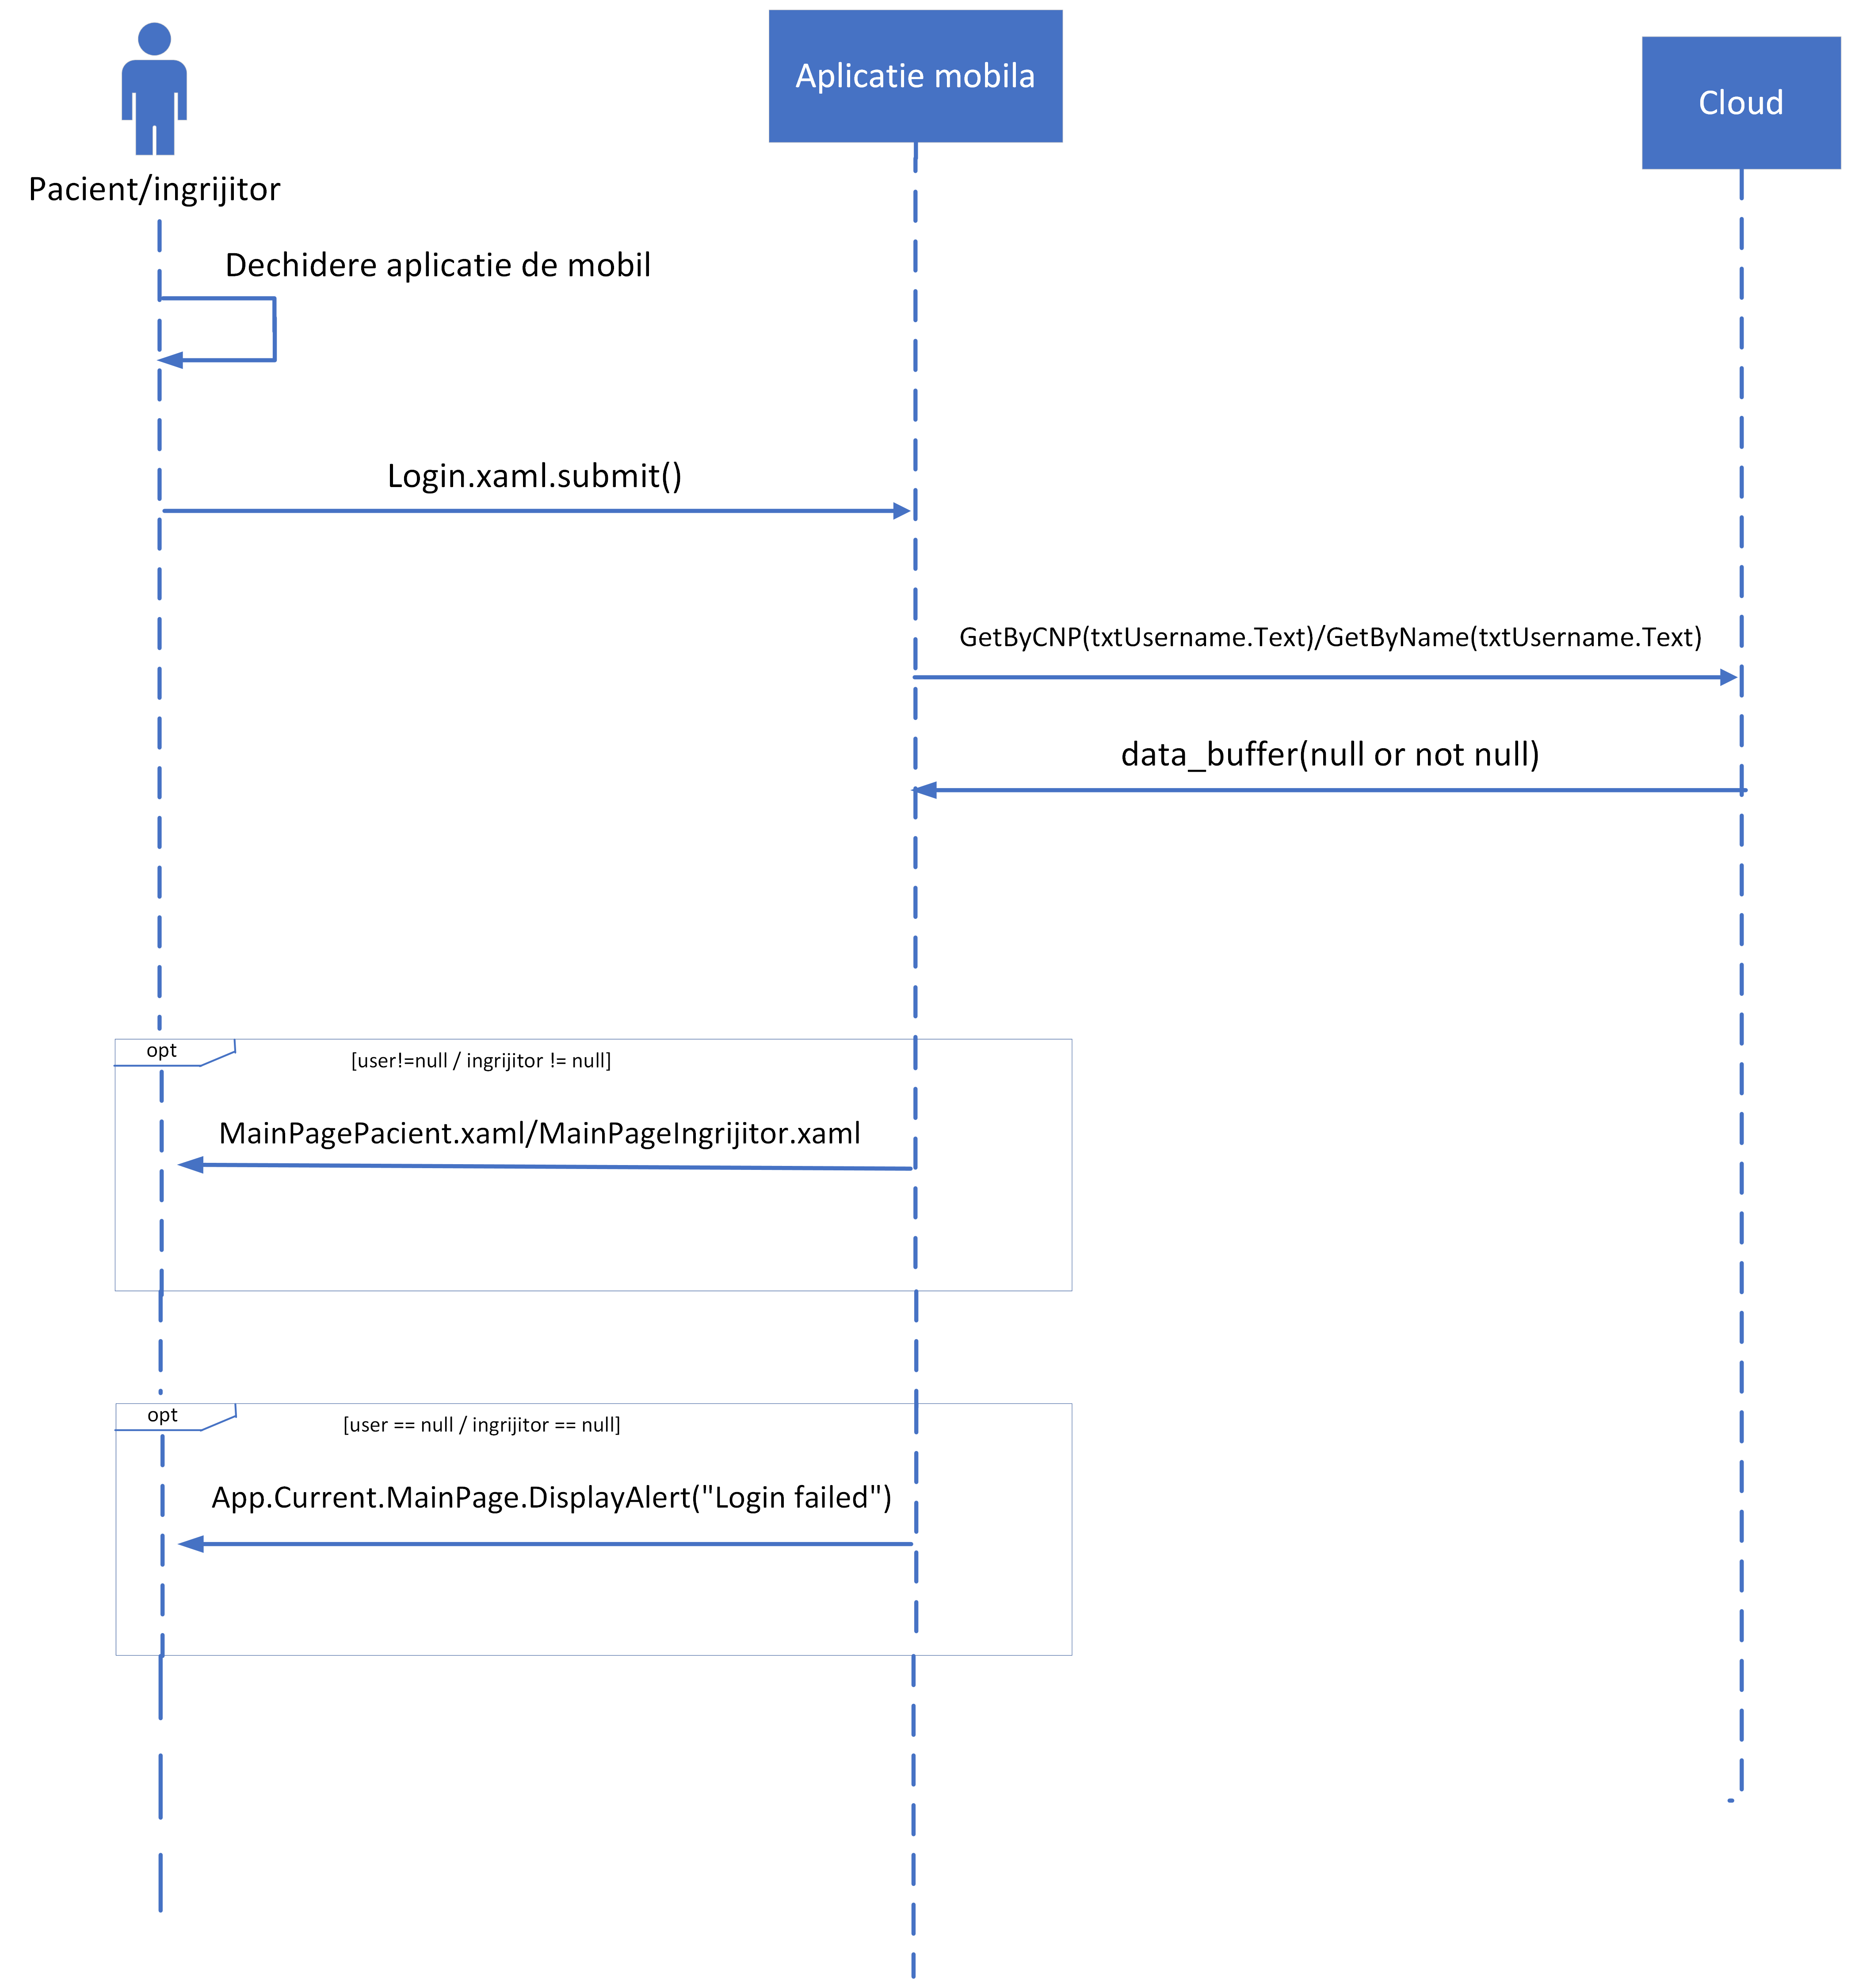 Aplicatie mobila
Cloud
Pacient/ingrijitor
Dechidere aplicatie de mobil
Login.xaml.submit()
GetByCNP(txtUsername.Text)/GetByName(txtUsername.Text)
data_buffer(null or not null)
opt
[user!=null / ingrijitor != null]
MainPagePacient.xaml/MainPageIngrijitor.xaml
opt
[user == null / ingrijitor == null]
App.Current.MainPage.DisplayAlert("Login failed")